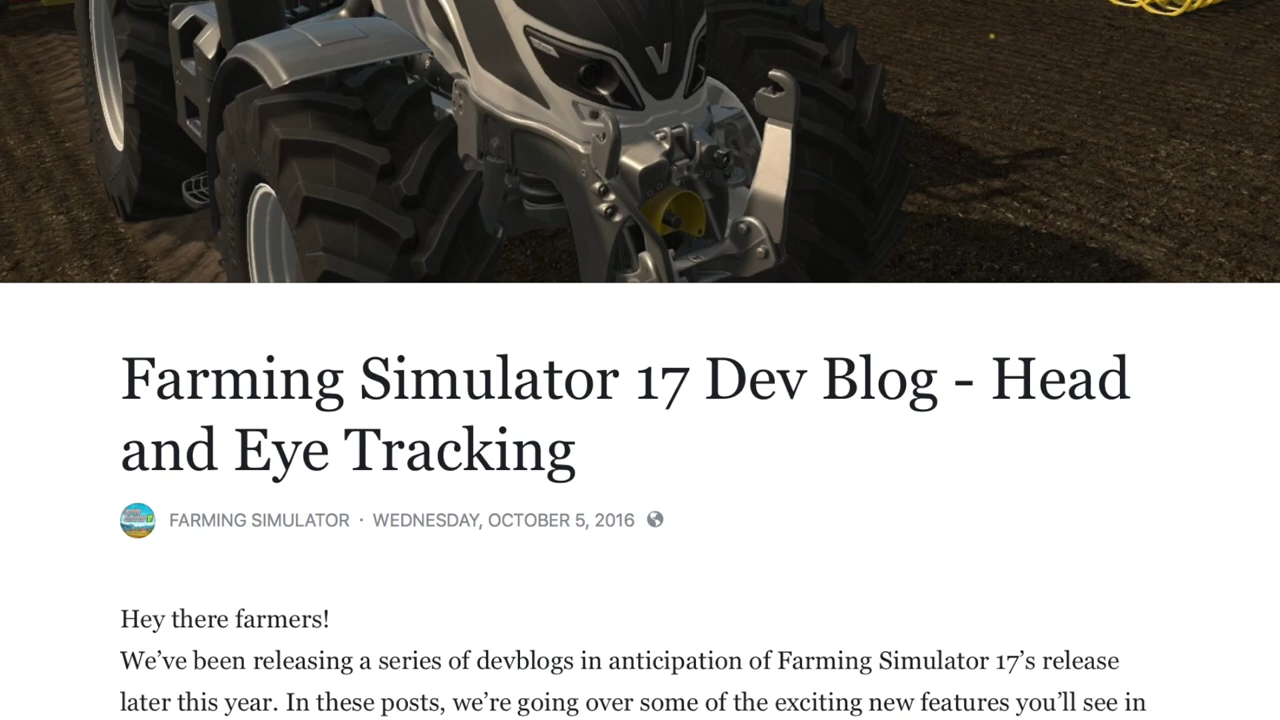 Farming Simulator 17 Dev Blog - Head
and Eye Tracking
FARMING SIMULATOR · WEDNESDAY, OCTOBER 5, 2016
Hey there farmers!
We’ve been releasing a series of devblogs in anticipation of Farming Simulator 17’s release
later this year. In these posts, we’re going over some of the exciting new features you’ll see in